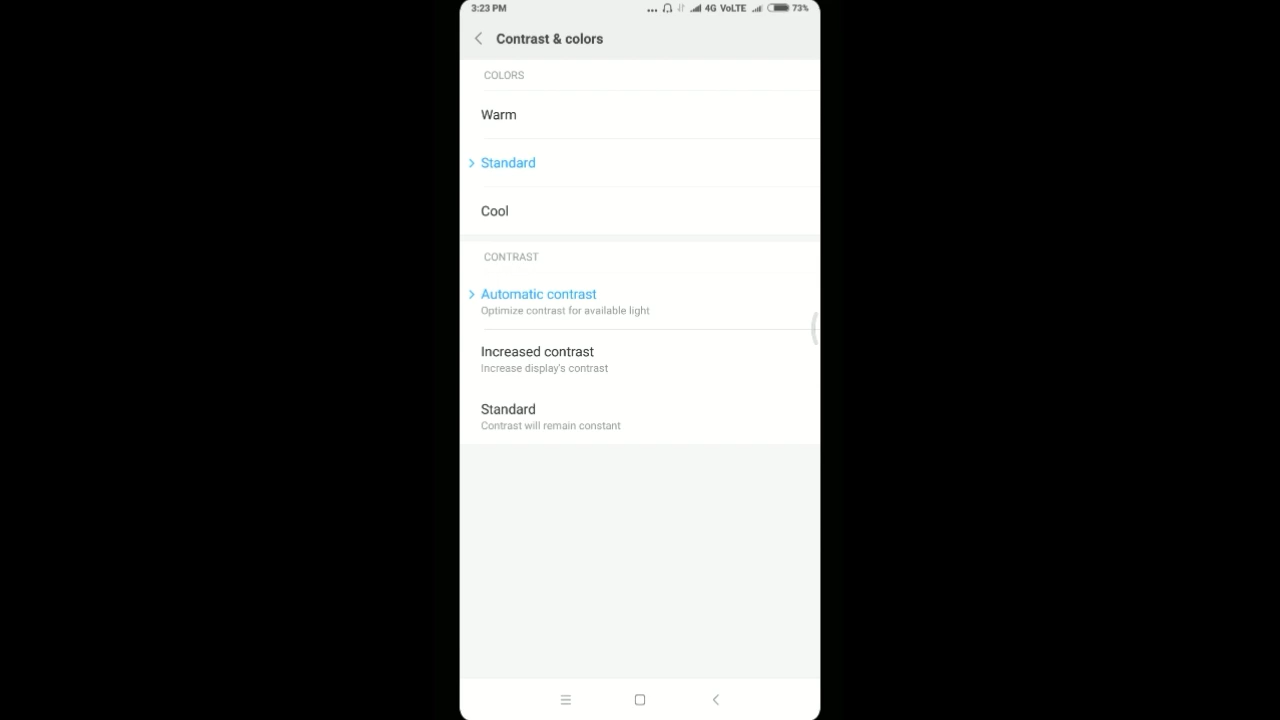 3:23 PM
... 4G VoLTE 73%
Contrast & colors
COLORS
Warm
Standard
Cool
CONTRAST
Automatic contrast
Optimize contrast for available light
Increased contrast
Increase display's contrast
Standard
Contrast will remain constant